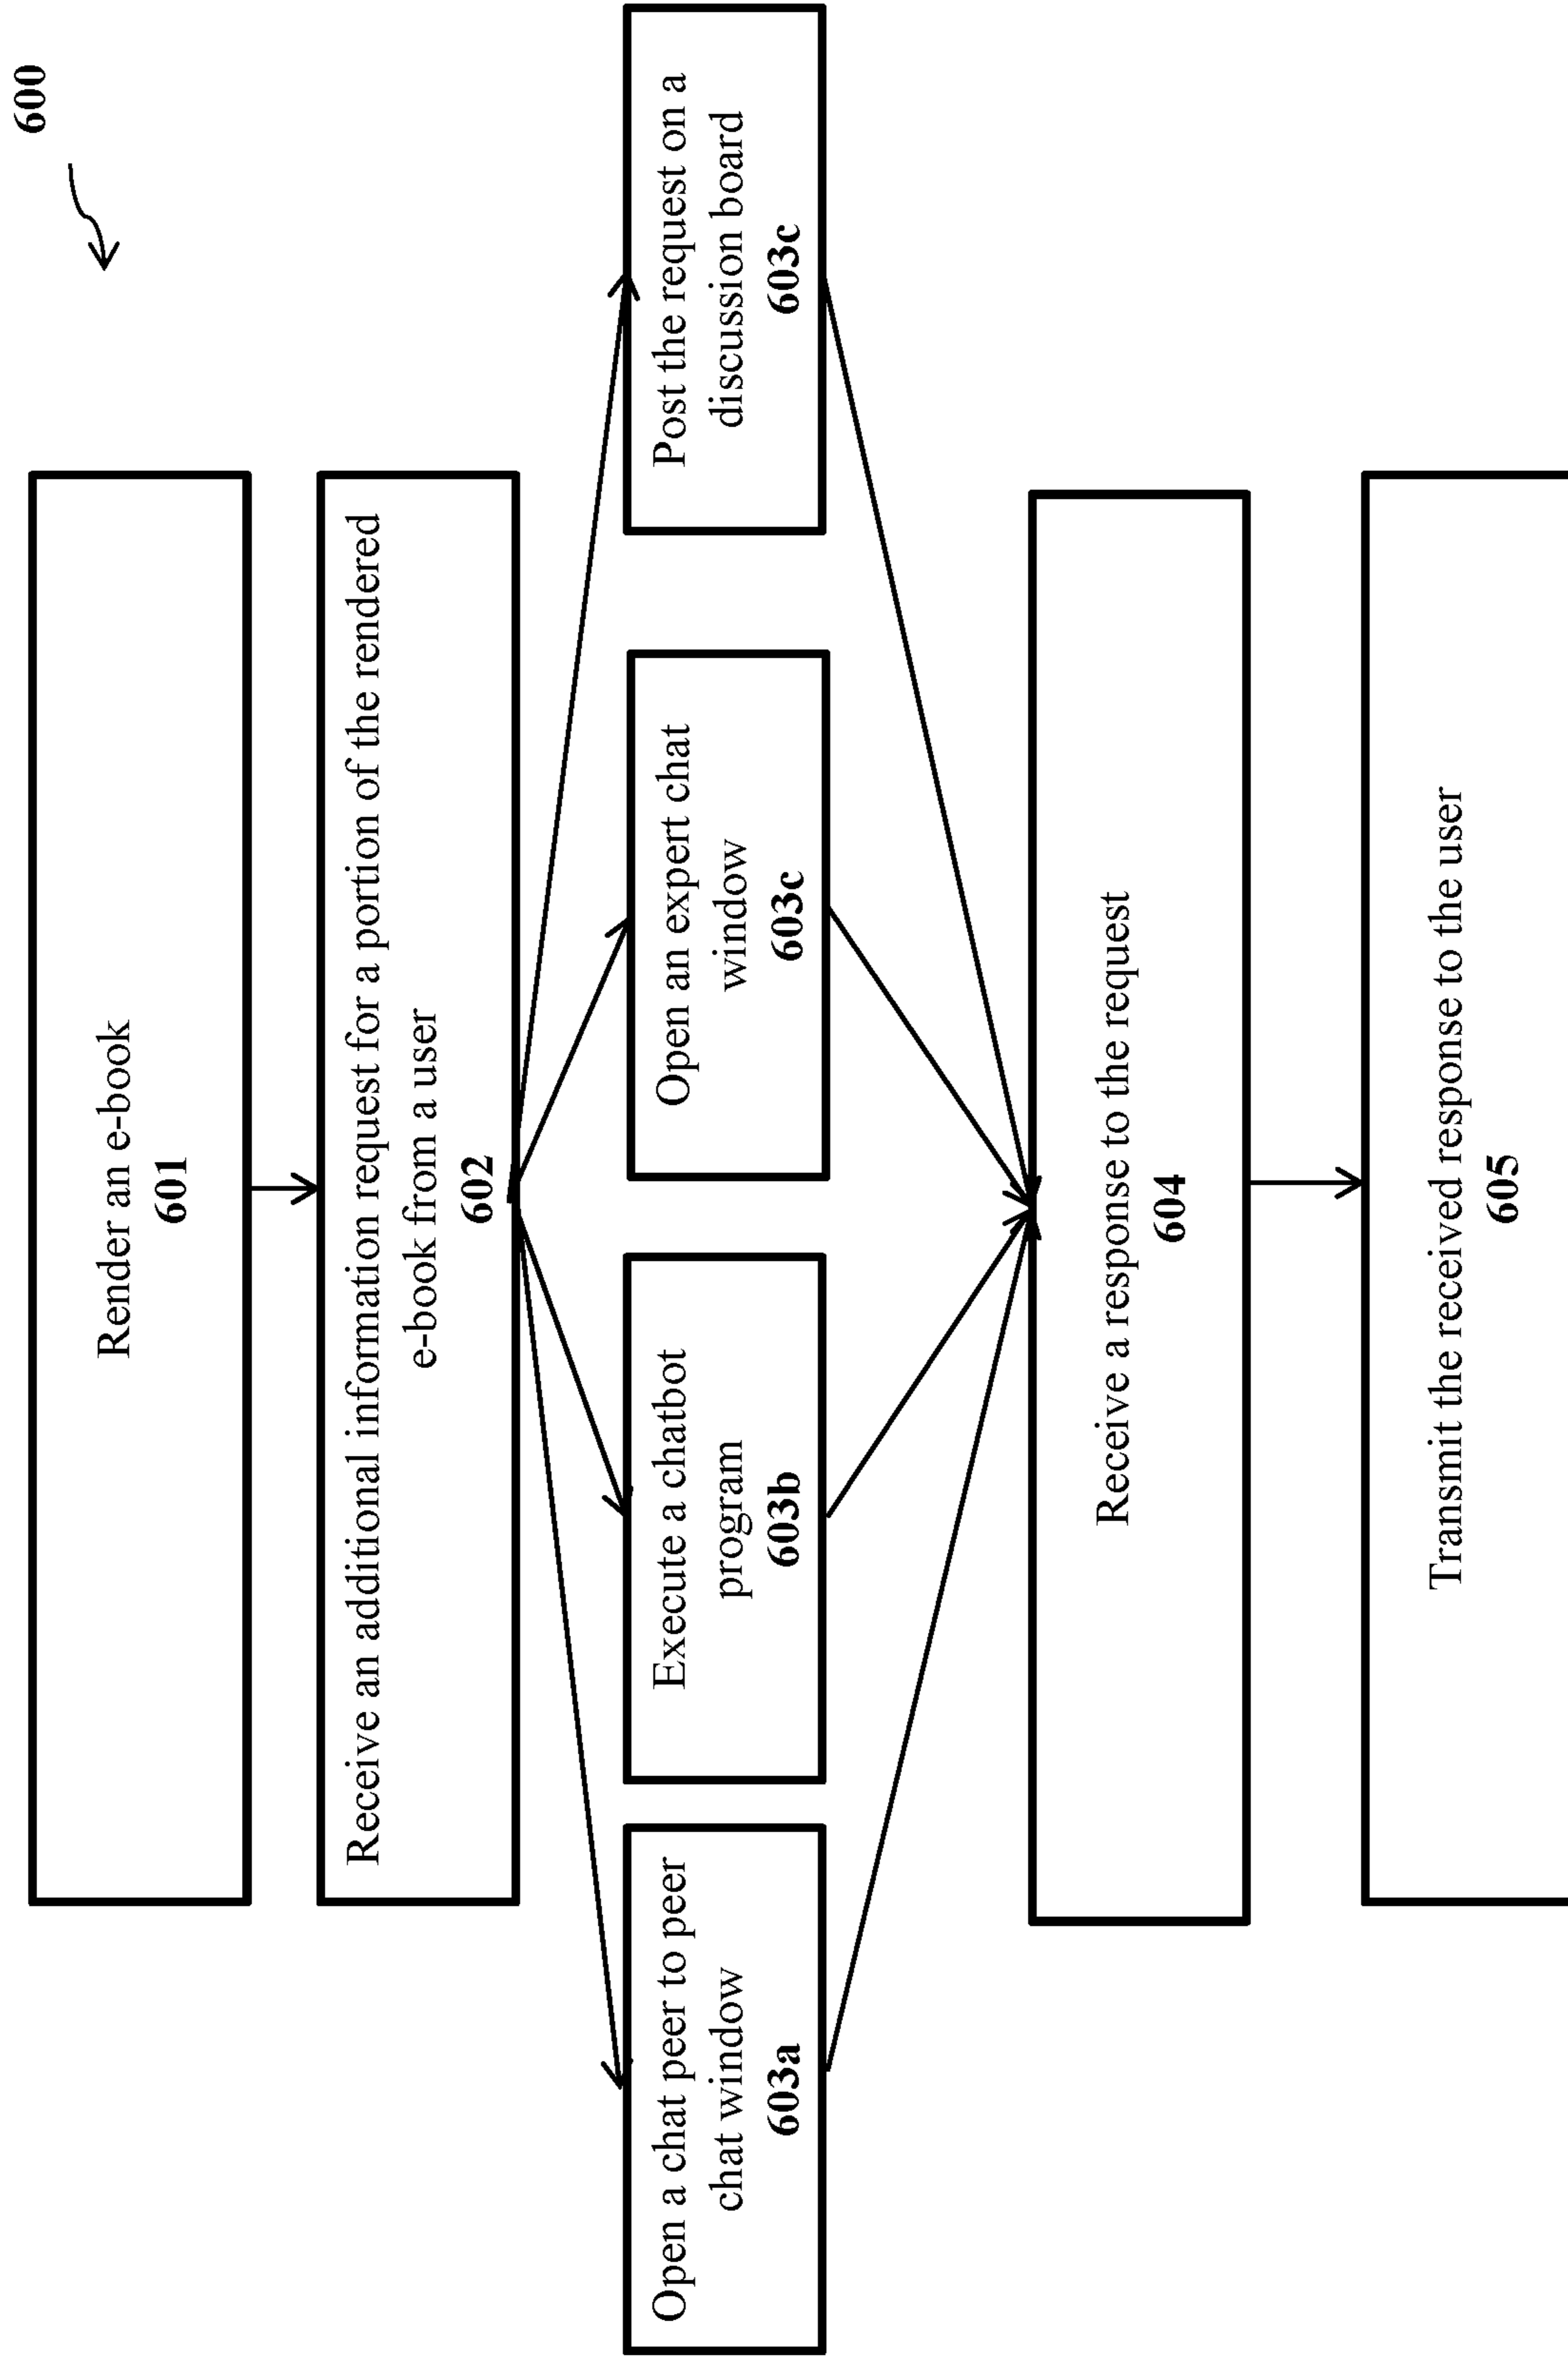 600
Render an e-book
601
Receive an additional information request for a portion of the rendered
e-book from a user
602
Open a chat peer to peer
chat window
603a
Execute a chatbot
program
603b
Open an expert chat
window
603c
Post the request on a
discussion board
603c
Receive a response to the request
604
Transmit the received response to the user
605